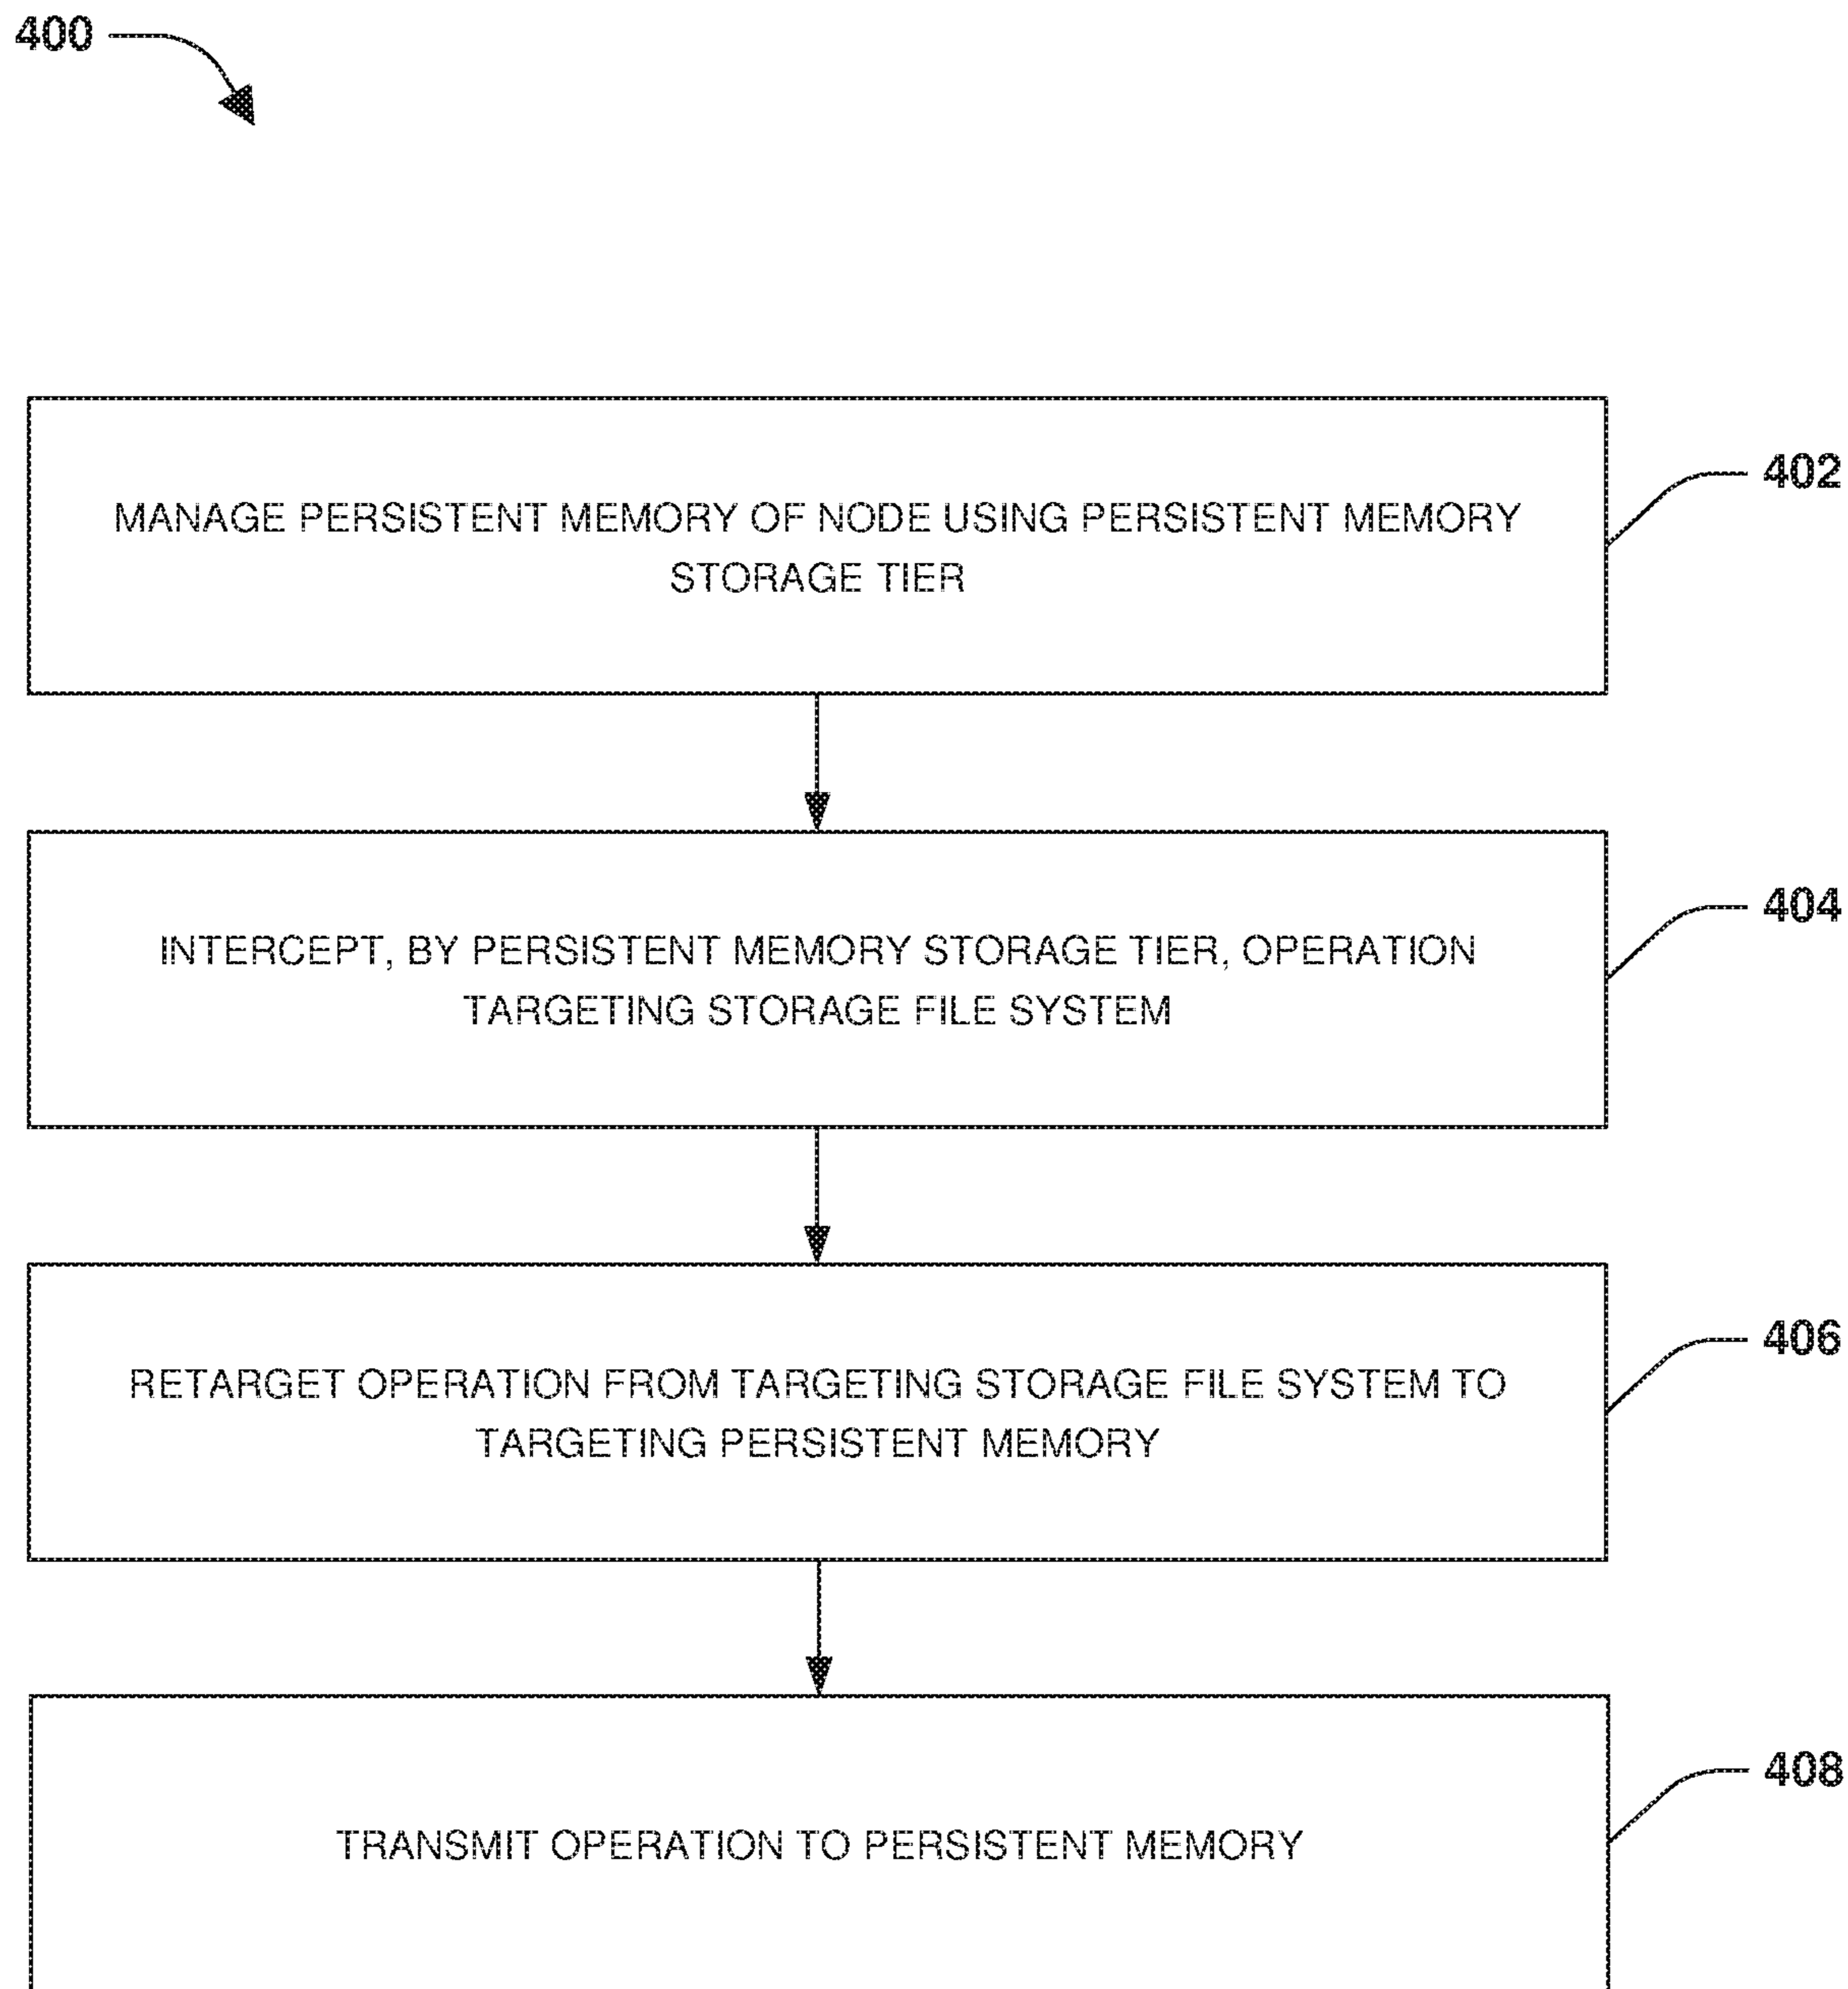 400
MANAGE PERSISTENT MEMORY OF NODE USING PERSISTENT MEMORY
STORAGE TIER
402
INTERCEPT, BY PERSISTENT MEMORY STORAGE TIER, OPERATION
TARGETING STORAGE FILE SYSTEM
404
RETARGET OPERATION FROM TARGETING STORAGE FILE SYSTEM TO
TARGETING PERSISTENT MEMORY
406
TRANSMIT OPERATION TO PERSISTENT MEMORY
408